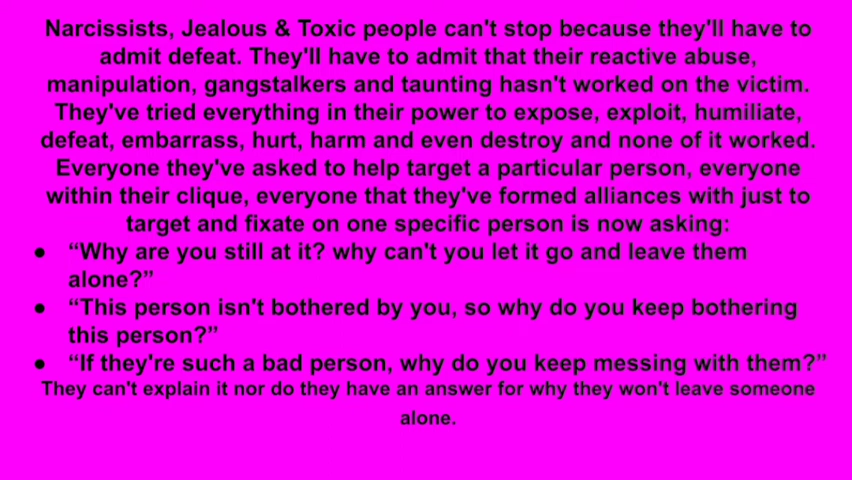 Narcissists, Jealous & Toxic people can't stop because they'll have to
admit defeat. They'll have to admit that their reactive abuse,
manipulation, gangstalkers and taunting hasn't worked on the victim.
They've tried everything in their power to expose, exploit, humiliate,
defeat, embarrass, hurt, harm and even destroy and none of it worked.
Everyone they've asked to help target a particular person, everyone
within their clique, everyone that they've formed alliances with just to
target and fixate on one specific person is now asking:
● “Why are you still at it? why can't you let it go and leave them
alone?”
● “This person isn't bothered by you, so why do you keep bothering
this person?”
● “If they're such a bad person, why do you keep messing with them?”
They can't explain it nor do they have an answer for why they won't leave someone
alone.